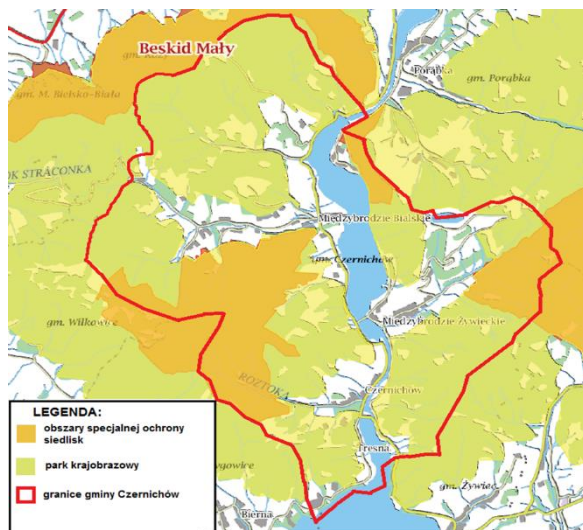 Beskid Mały
gm. M. Bielsko-Biała
Porąbka
gm. Porąbka
OK STRACONKA
Międzybrodzie Bialskie
gm. Czernichów
gm. Wilkowice
Międzybrodzie Żywieckie
ROZTOKA
Czernichów
Tresna
gm. Żywiec
Bierna
LEGENDA:
obszary specjalnej ochrony
siedlisk
park krajobrazowy
granice gminy Czernichów